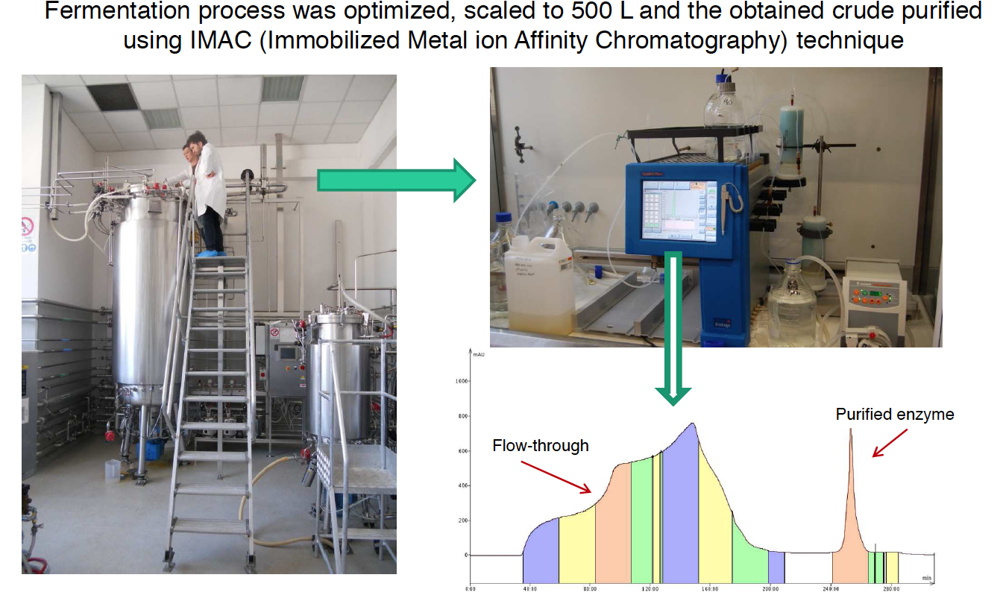 Fermentation process was optimized, scaled to 500 L and the obtained crude purified
using IMAC (Immobilized Metal ion Affinity Chromatography) technique
Biotage
mAU
1000
800
Purified enzyme
Flow-through
600
400
200
0
min
0:00 40:00 80:00 120:00 160:00 200:00 240:00 280:00